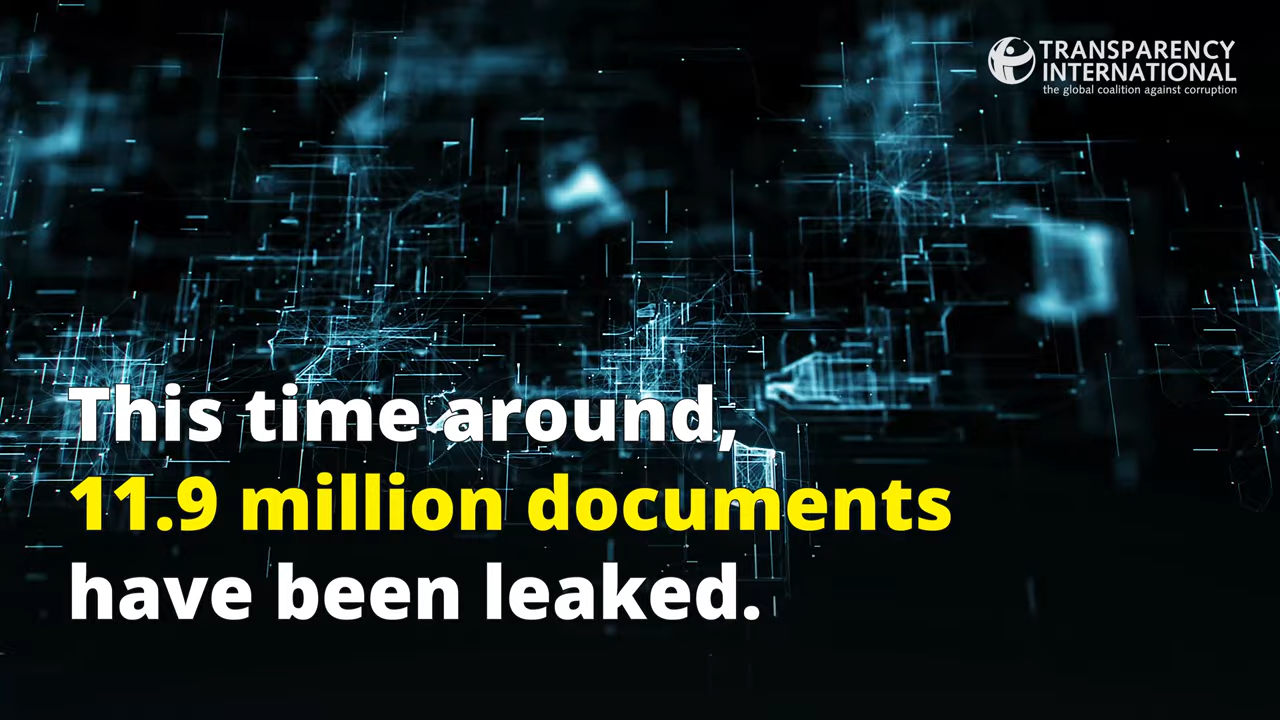 TRANSPARENCY
INTERNATIONAL
the global coalition against corruption
This time around,
11.9 million documents
have been leaked.